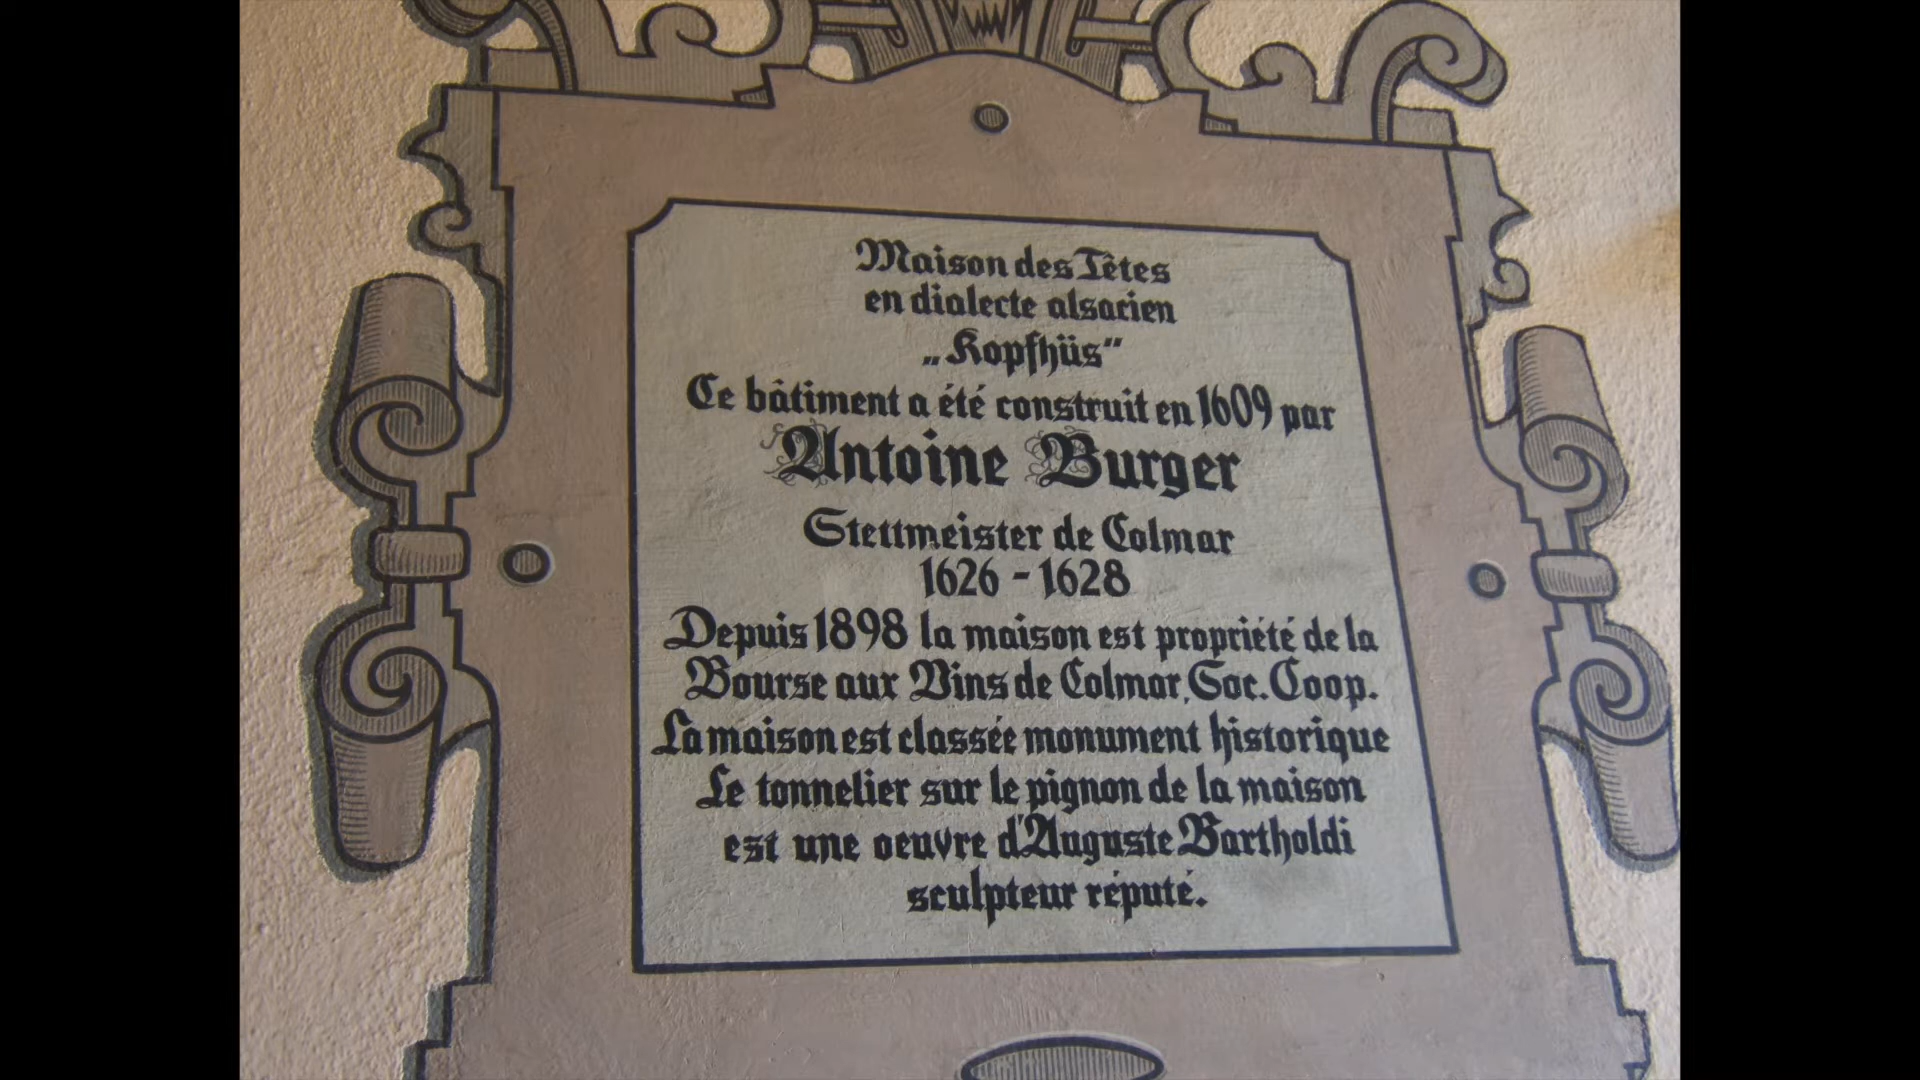 Maison des Têtes
en dialecte alsacien
„Kopfhüs"
Ce bâtiment a été construit en 1609 par
Antoine Burger
Stettmeister de Colmar
1626 - 1628
Depuis 1898 la maison est propriété de la
Bourse aux Vins de Colmar, Soc. Coop.
La maison est classée monument historique
Le tonnelier sur le pignon de la maison
est une oeuvre d'Auguste Bartholdi
sculpteur réputé.